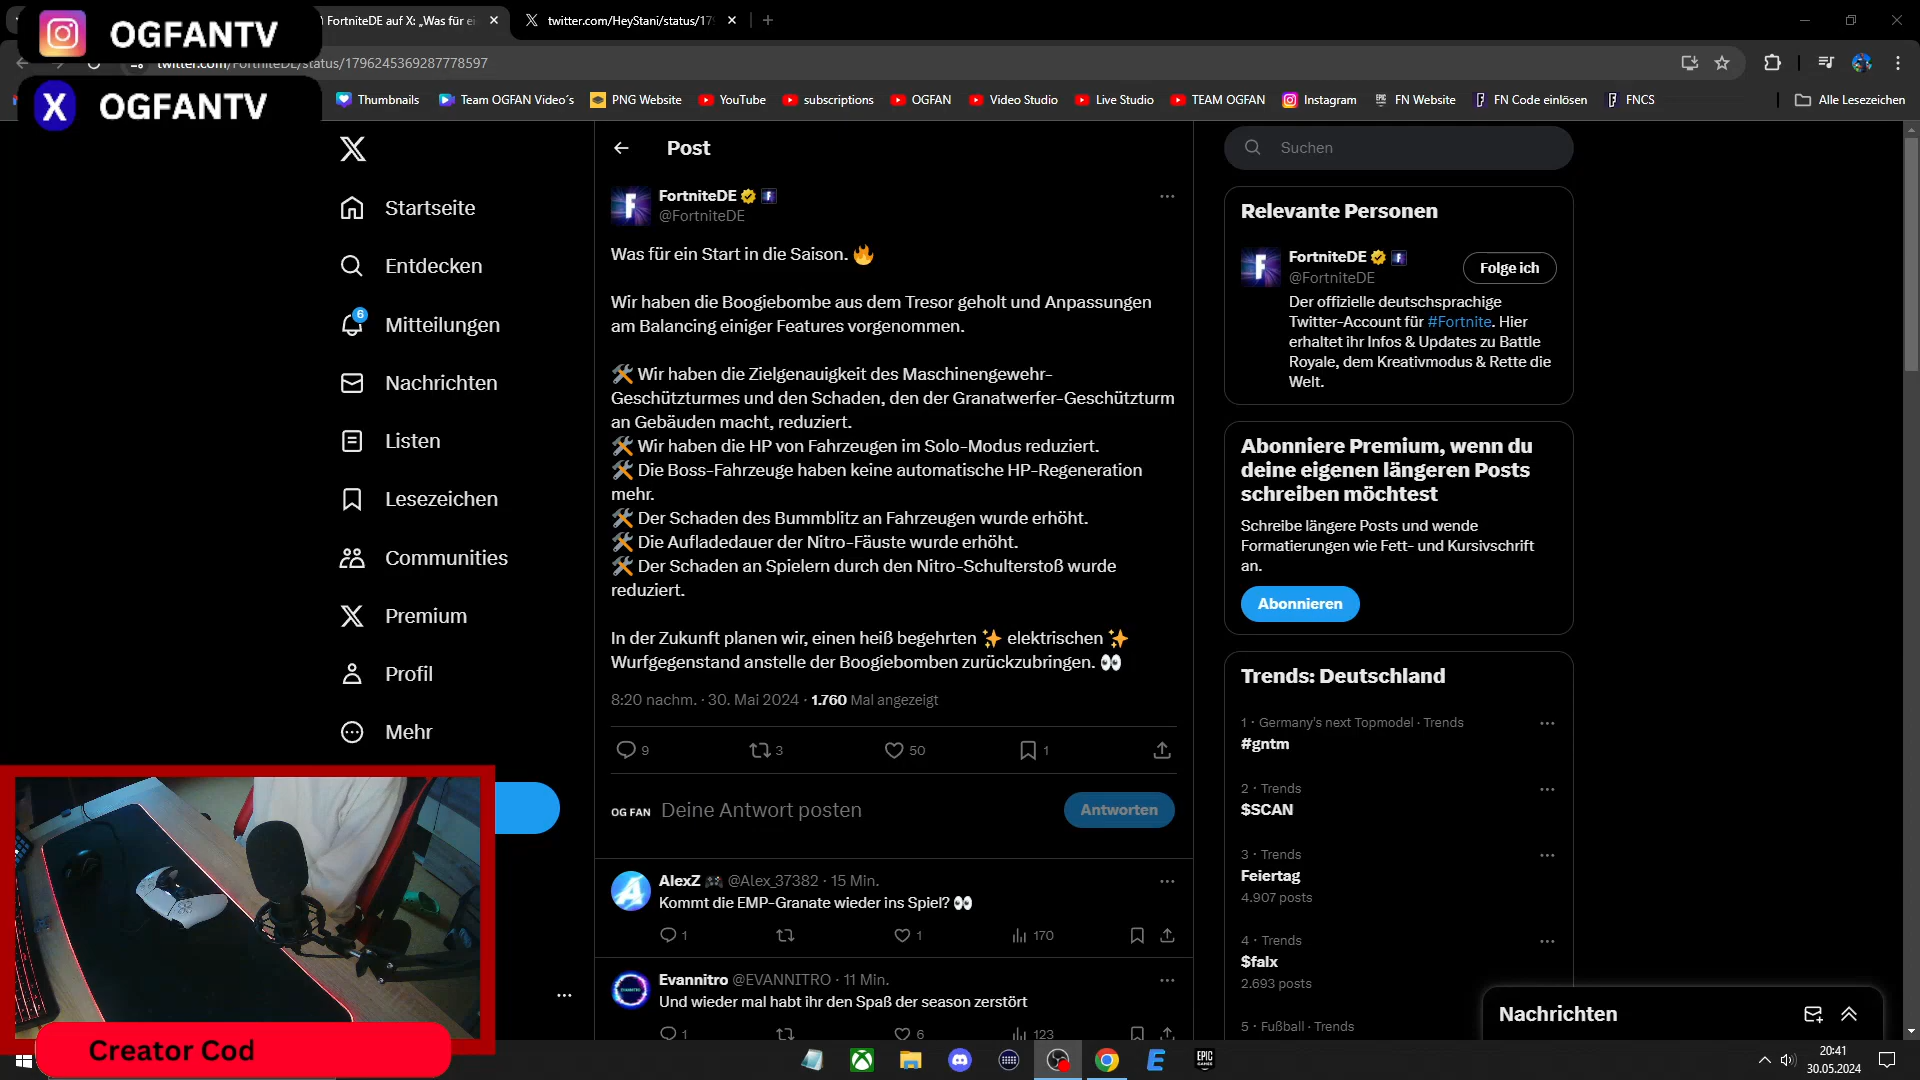 OGFANTV
OGFANTV
FortniteDE auf X: „Was für ei
twitter.com/HeyStani/status/17
twitter.com/FortniteDE/status/1796245369287778597
Thumbnails
Team OGFAN Video´s
PNG Website
YouTube
subscriptions
OGFAN
Video Studio
Live Studio
TEAM OGFAN
Instagram
FN Website
FN Code einlösen
FNCS
Alle Lesezeichen
Startseite
Entdecken
6
Mitteilungen
Nachrichten
Listen
Lesezeichen
Communities
Premium
Profil
Mehr
Post
FortniteDE
@FortniteDE
Was für ein Start in die Saison. 🔥
Wir haben die Boogiebombe aus dem Tresor geholt und Anpassungen
am Balancing einiger Features vorgenommen.
🛠 Wir haben die Zielgenauigkeit des Maschinengewehr-
Geschützturmes und den Schaden, den der Granatwerfer-Geschützturm
an Gebäuden macht, reduziert.
🛠 Wir haben die HP von Fahrzeugen im Solo-Modus reduziert.
🛠 Die Boss-Fahrzeuge haben keine automatische HP-Regeneration
mehr.
🛠 Der Schaden des Bummblitz an Fahrzeugen wurde erhöht.
🛠 Die Aufladedauer der Nitro-Fäuste wurde erhöht.
🛠 Der Schaden an Spielern durch den Nitro-Schulterstoß wurde
reduziert.
In der Zukunft planen wir, einen heiß begehrten ✨ elektrischen ✨
Wurfgegenstand anstelle der Boogiebomben zurückzubringen. 👀
8:20 nachm. · 30. Mai 2024 · 1.760 Mal angezeigt
9 3 50 1
OG FAN Deine Antwort posten
Antworten
AlexZ 🎮 @Alex_37382 · 15 Min.
Kommt die EMP-Granate wieder ins Spiel? 👀
1 1 170
Evannitro @EVANNITRO · 11 Min.
Und wieder mal habt ihr den Spaß der season zerstört
1 6 123
Suchen
Relevante Personen
FortniteDE
@FortniteDE
Folge ich
Der offizielle deutschsprachige
Twitter-Account für #Fortnite. Hier
erhaltet ihr Infos & Updates zu Battle
Royale, dem Kreativmodus & Rette die
Welt.
Abonniere Premium, wenn du
deine eigenen längeren Posts
schreiben möchtest
Schreibe längere Posts und wende
Formatierungen wie Fett- und Kursivschrift
an.
Abonnieren
Trends: Deutschland
1 · Germany's next Topmodel · Trends
#gntm
2 · Trends
$SCAN
3 · Trends
Feiertag
4.907 posts
4 · Trends
$falx
2.693 posts
5 · Fußball · Trends
Nachrichten
Creator Cod
EPIC
GAMES
20:41
30.05.2024